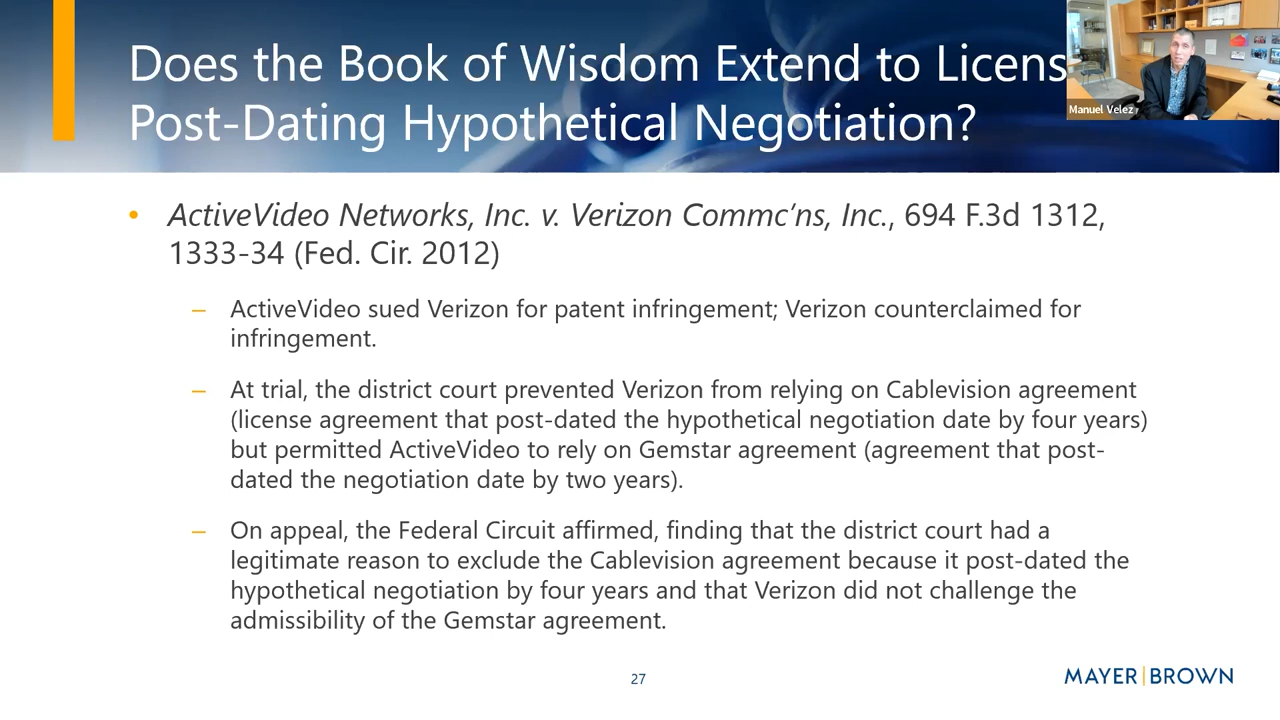 Does the Book of Wisdom Extend to Licens
Post-Dating Hypothetical Negotiation?
Manuel Velez
• ActiveVideo Networks, Inc. v. Verizon Commc’ns, Inc., 694 F.3d 1312,
1333-34 (Fed. Cir. 2012)
– ActiveVideo sued Verizon for patent infringement; Verizon counterclaimed for
infringement.
– At trial, the district court prevented Verizon from relying on Cablevision agreement
(license agreement that post-dated the hypothetical negotiation date by four years)
but permitted ActiveVideo to rely on Gemstar agreement (agreement that post-
dated the negotiation date by two years).
– On appeal, the Federal Circuit affirmed, finding that the district court had a
legitimate reason to exclude the Cablevision agreement because it post-dated the
hypothetical negotiation by four years and that Verizon did not challenge the
admissibility of the Gemstar agreement.
27
MAYER|BROWN